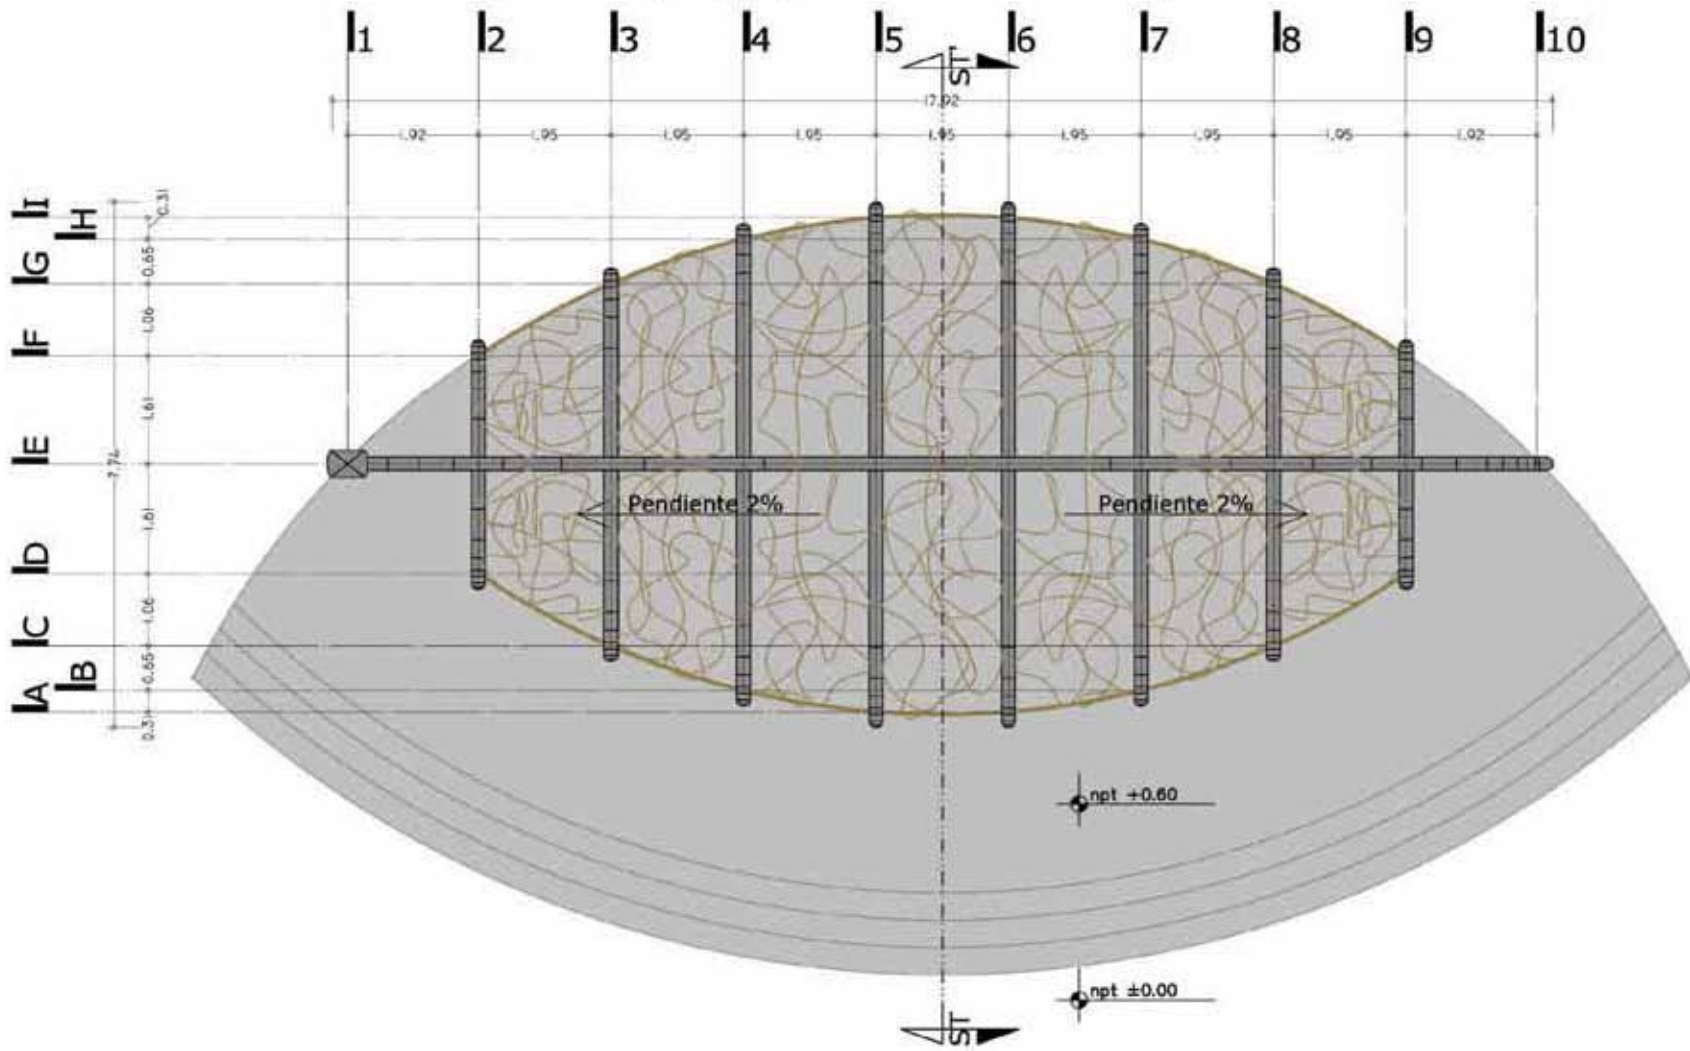 1 2 3 4 5 6 7 8 9 10
ST
17.92
1.92 1.95 1.95 1.95 1.95 1.95 1.95 1.95 1.92
I
0.31
H
0.65
G
1.06
F
1.61
E
7.74
Pendiente 2% Pendiente 2%
1.61
D
1.06
C
0.65
B
A
0.31
npt +0.60
npt ±0.00
ST